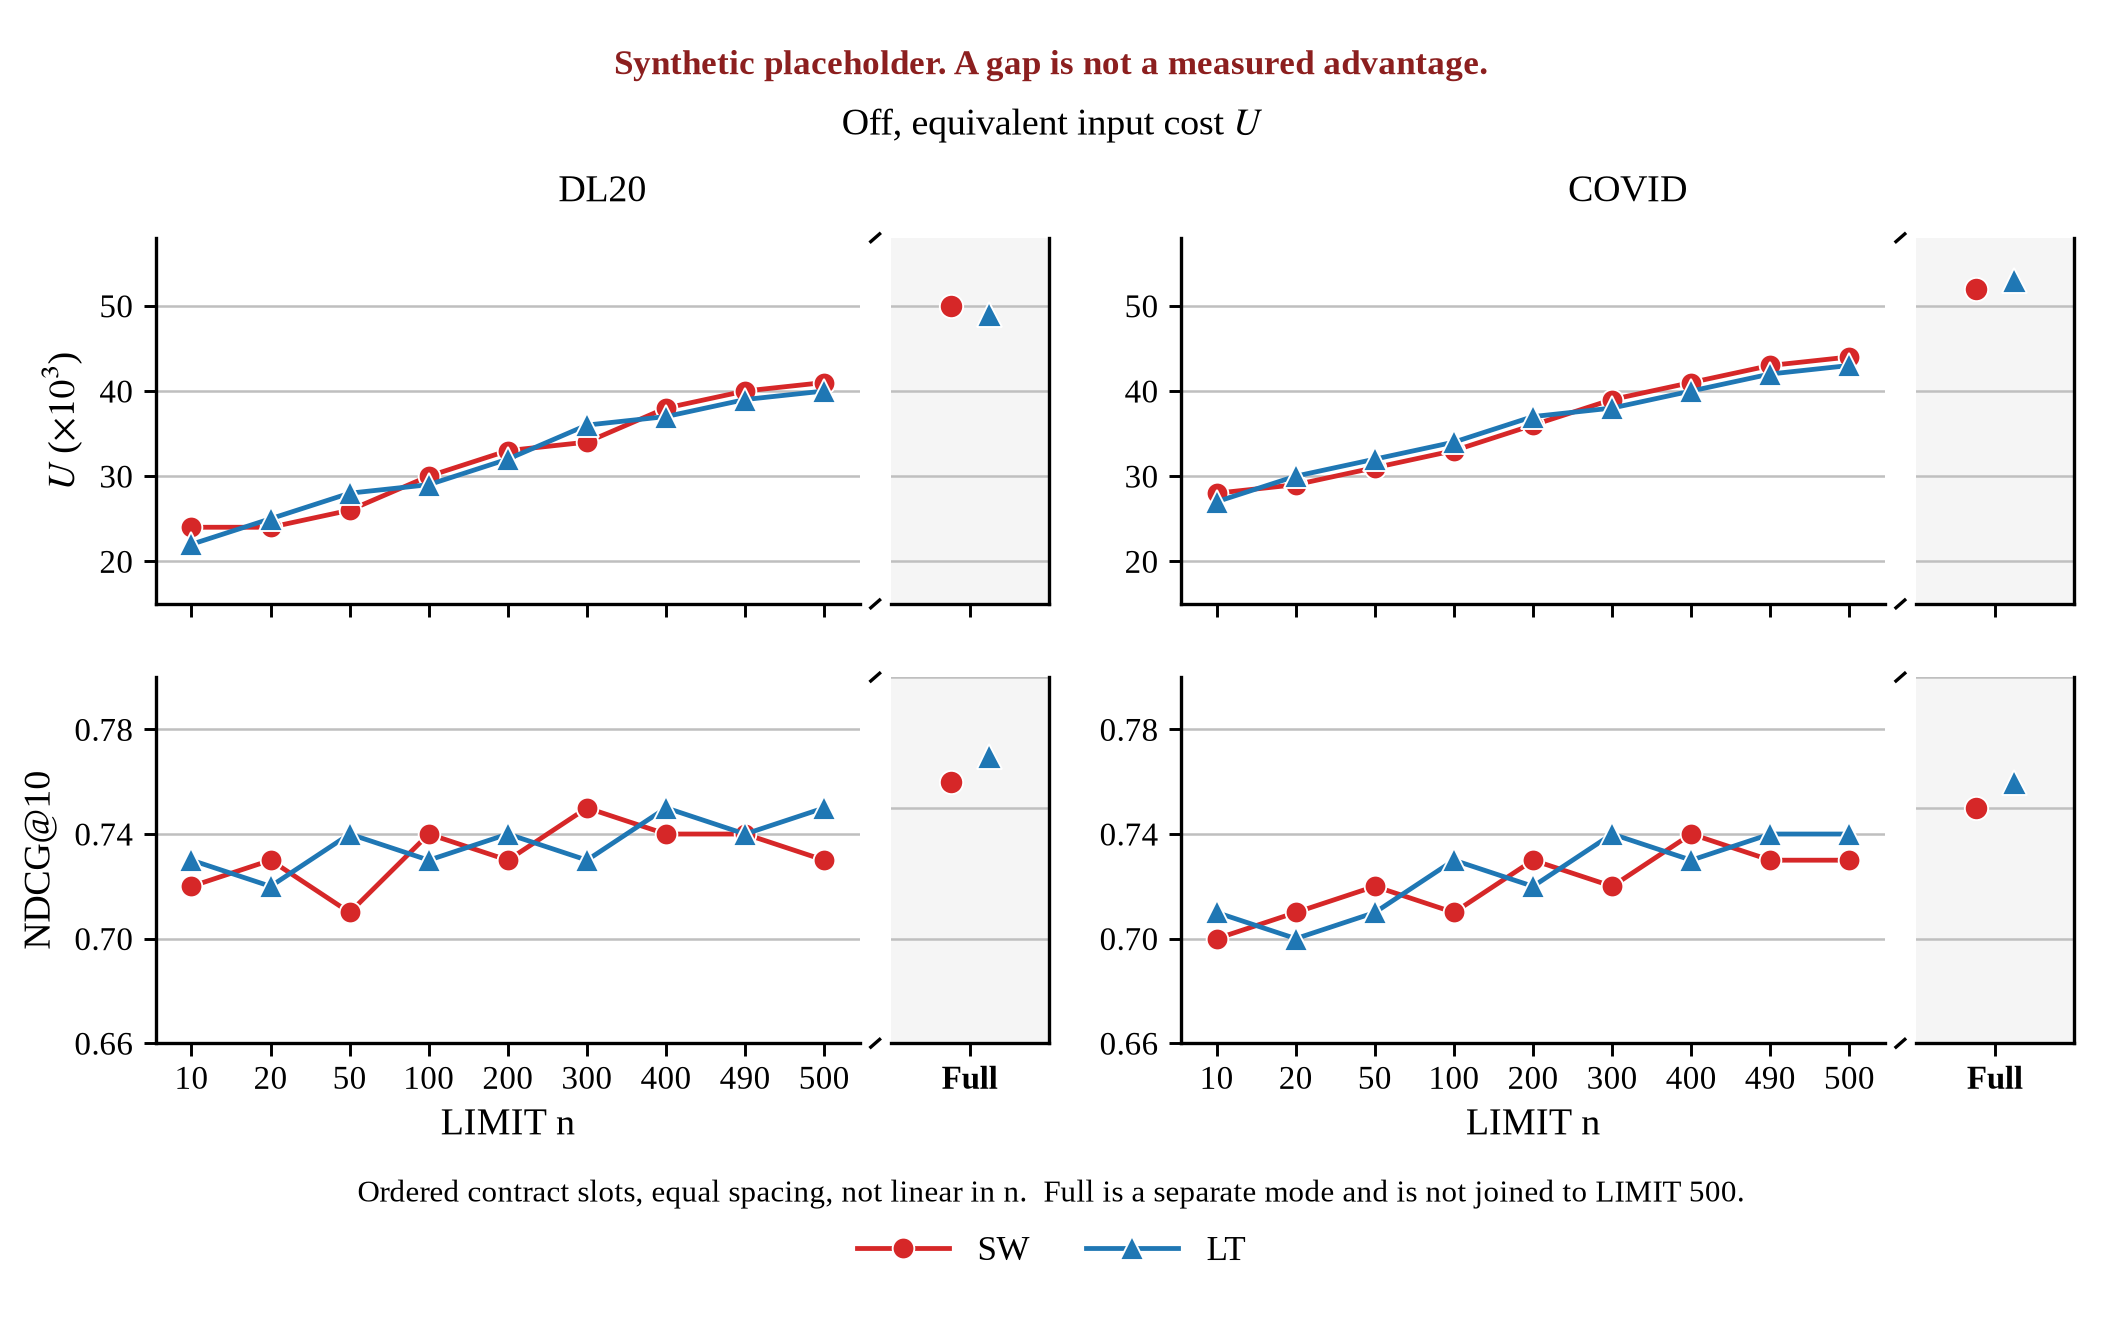 Synthetic placeholder. A gap is not a measured advantage.
Off, equivalent input cost U
DL20
COVID
U (×10³)
50
40
30
20
50
40
30
20
NDCG@10
0.78
0.74
0.70
0.66
0.78
0.74
0.70
0.66
10 20 50 100 200 300 400 490 500 Full
10 20 50 100 200 300 400 490 500 Full
LIMIT n
LIMIT n
Ordered contract slots, equal spacing, not linear in n.  Full is a separate mode and is not joined to LIMIT 500.
SW LT